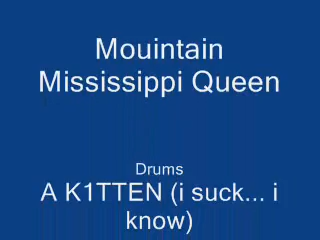 Mouintain
Mississippi Queen
Drums
A K1TTEN (i suck... i
know)